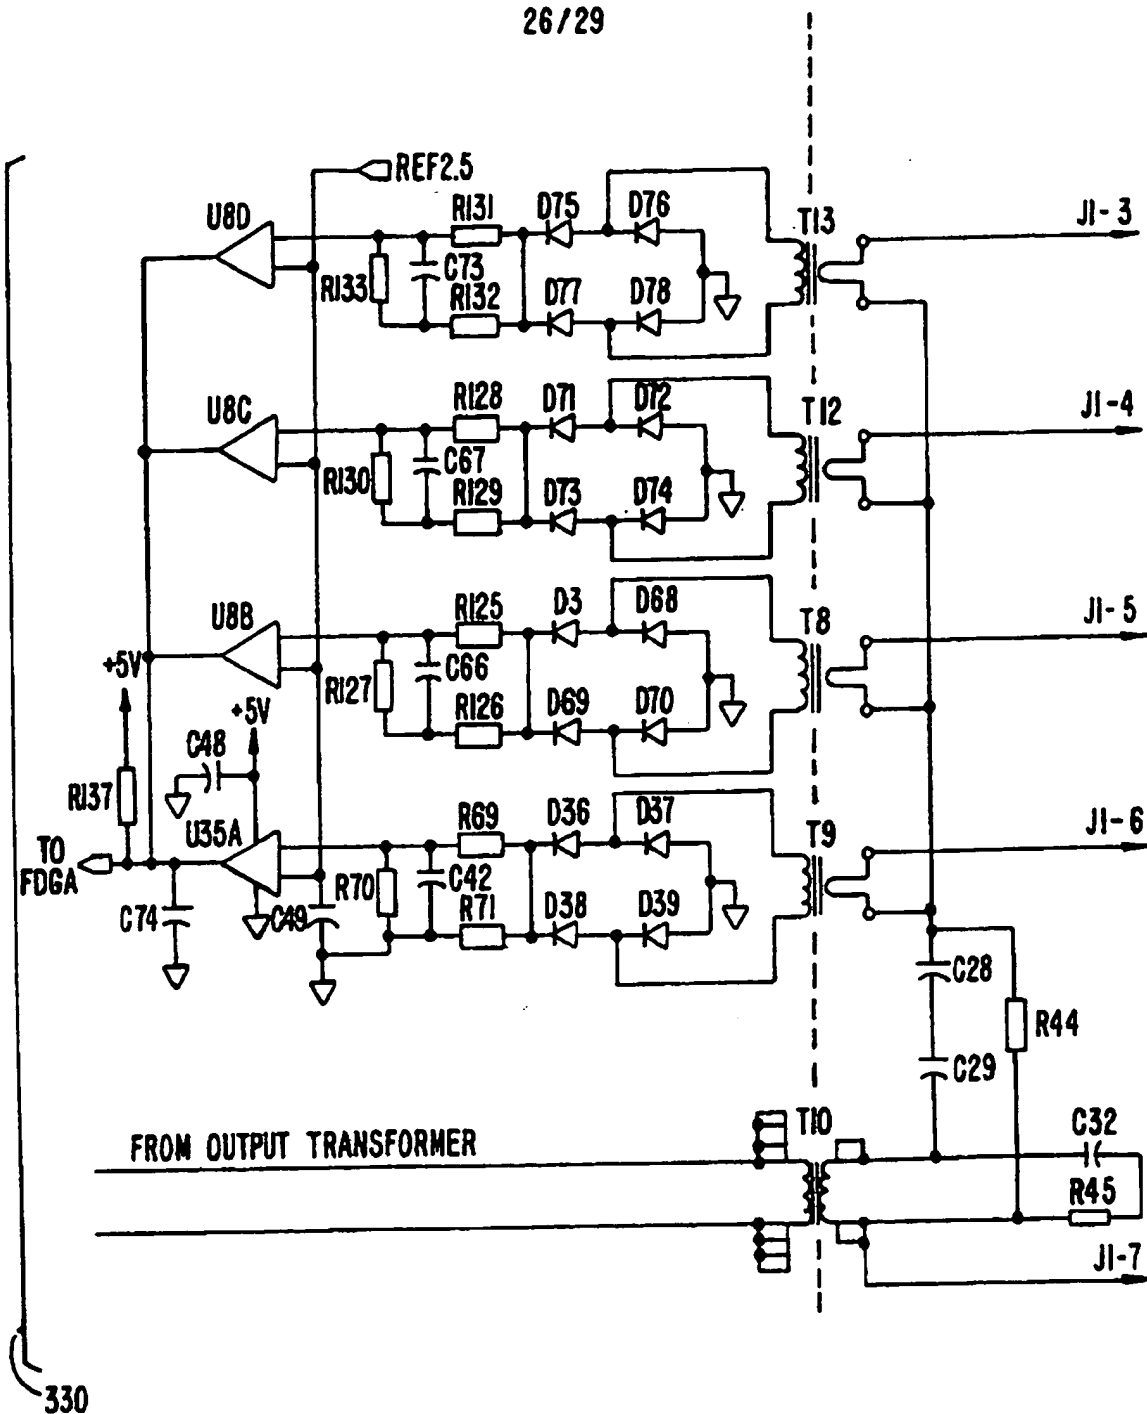 26/29
REF2.5
U8D
R131
D75
D76
T13
J1-3
R133
C73
R132
D77
D78
U8C
R128
D71
D72
T12
J1-4
R130
C67
R129
D73
D74
U8B
R125
D3
D68
T8
J1-5
+5V
R127
C66
R126
D69
D70
+5V
C48
R137
U35A
R69
D36
D37
T9
J1-6
TO
FDGA
C74
C49
R70
C42
R71
D38
D39
C28
R44
C29
FROM OUTPUT TRANSFORMER
T10
C32
R45
J1-7
330